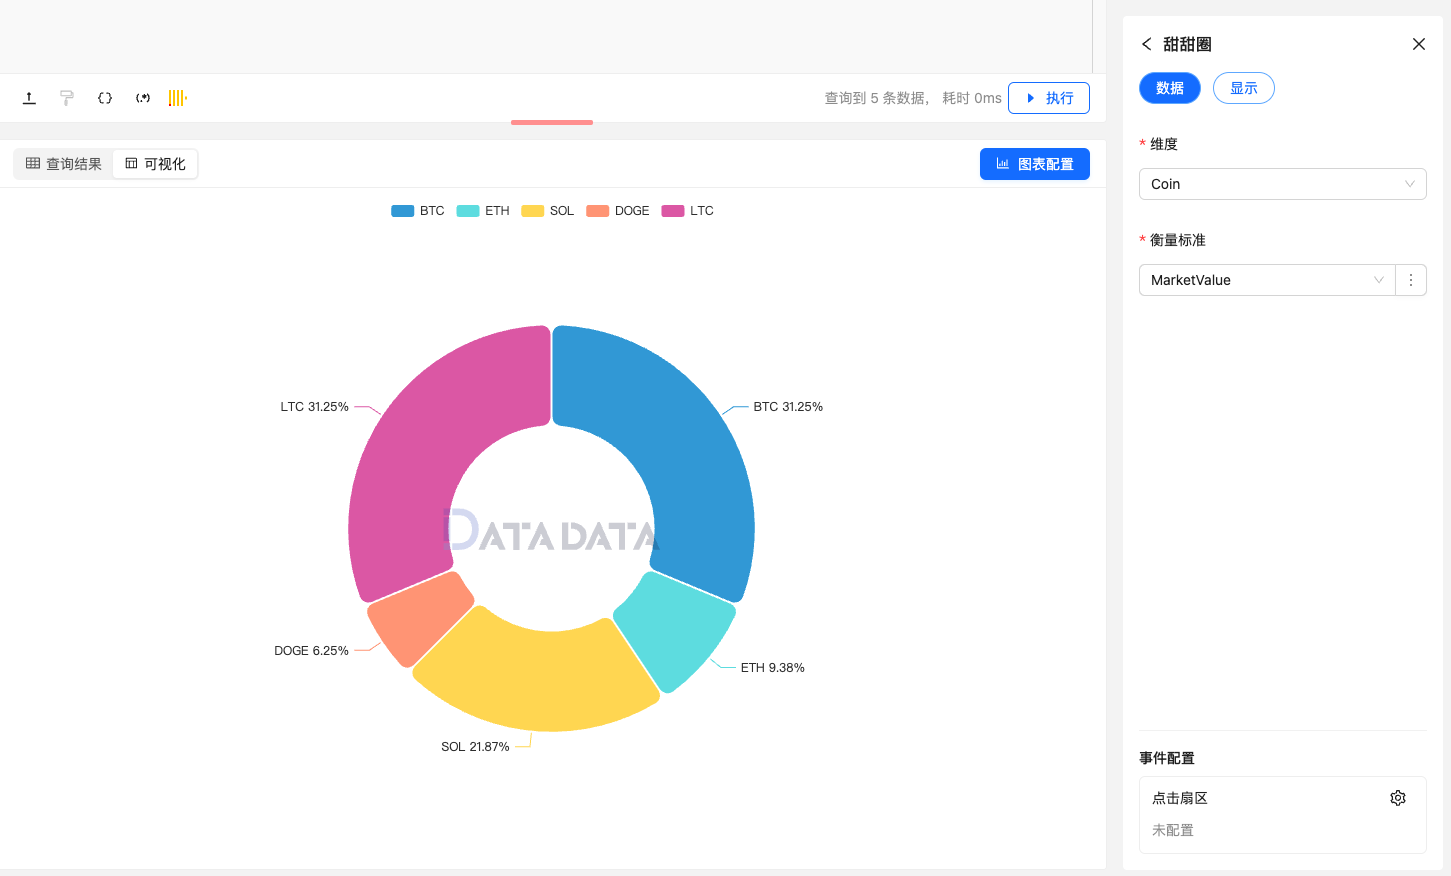 甜甜圈
数据
显示
查询到 5 条数据， 耗时 0ms
执行
* 维度
Coin
查询结果
可视化
图表配置
BTC ETH SOL DOGE LTC
* 衡量标准
MarketValue
LTC 31.25%
BTC 31.25%
DATA DATA
DOGE 6.25%
ETH 9.38%
SOL 21.87%
事件配置
点击扇区
未配置